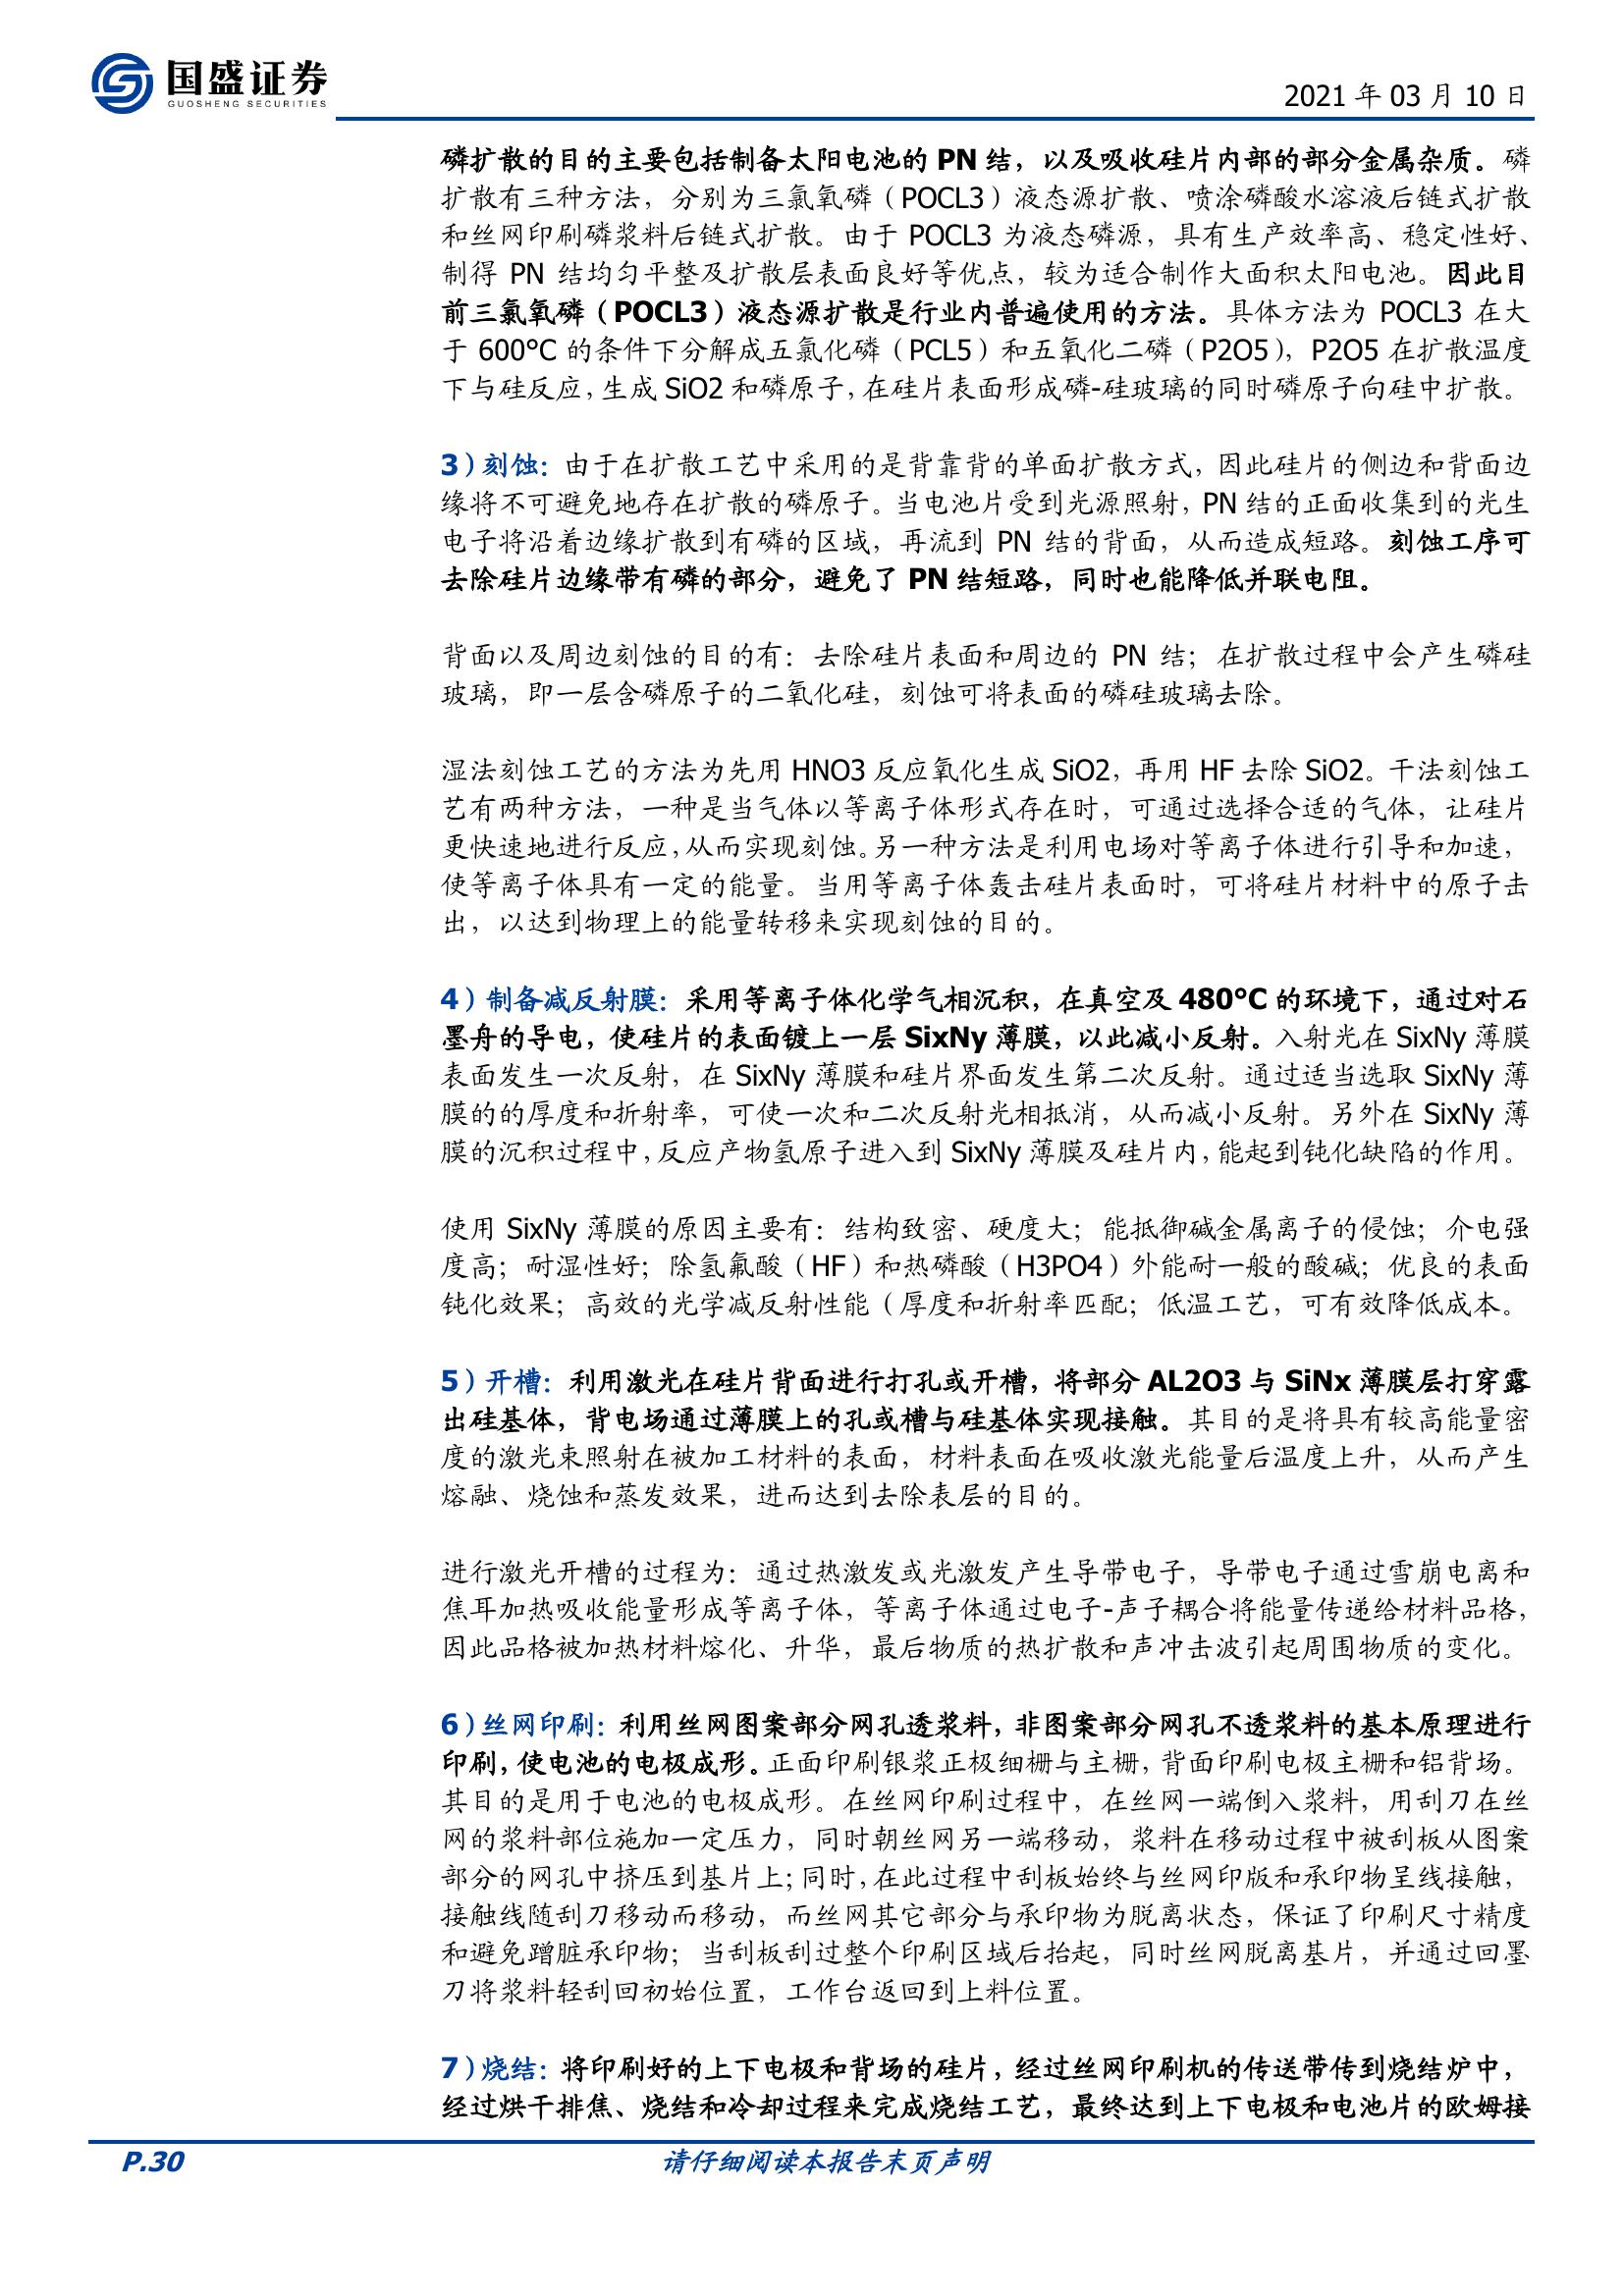 国盛证券
GUOSHENG SECURITIES
2021 年 03 月 10 日
磷扩散的目的主要包括制备太阳电池的 PN 结，以及吸收硅片内部的部分金属杂质。磷
扩散有三种方法，分别为三氯氧磷（POCL3）液态源扩散、喷涂磷酸水溶液后链式扩散
和丝网印刷磷浆料后链式扩散。由于 POCL3 为液态磷源，具有生产效率高、稳定性好、
制得 PN 结均匀平整及扩散层表面良好等优点，较为适合制作大面积太阳电池。因此目
前三氯氧磷（POCL3）液态源扩散是行业内普遍使用的方法。具体方法为 POCL3 在大
于 600°C 的条件下分解成五氯化磷（PCL5）和五氧化二磷（P2O5），P2O5 在扩散温度
下与硅反应，生成 SiO2 和磷原子，在硅片表面形成磷-硅玻璃的同时磷原子向硅中扩散。
3）刻蚀：由于在扩散工艺中采用的是背靠背的单面扩散方式，因此硅片的侧边和背面边
缘将不可避免地存在扩散的磷原子。当电池片受到光源照射，PN 结的正面收集到的光生
电子将沿着边缘扩散到有磷的区域，再流到 PN 结的背面，从而造成短路。刻蚀工序可
去除硅片边缘带有磷的部分，避免了 PN 结短路，同时也能降低并联电阻。
背面以及周边刻蚀的目的有：去除硅片表面和周边的 PN 结；在扩散过程中会产生磷硅
玻璃，即一层含磷原子的二氧化硅，刻蚀可将表面的磷硅玻璃去除。
湿法刻蚀工艺的方法为先用 HNO3 反应氧化生成 SiO2，再用 HF 去除 SiO2。干法刻蚀工
艺有两种方法，一种是当气体以等离子体形式存在时，可通过选择合适的气体，让硅片
更快速地进行反应，从而实现刻蚀。另一种方法是利用电场对等离子体进行引导和加速，
使等离子体具有一定的能量。当用等离子体轰击硅片表面时，可将硅片材料中的原子击
出，以达到物理上的能量转移来实现刻蚀的目的。
4）制备减反射膜：采用等离子体化学气相沉积，在真空及 480°C 的环境下，通过对石
墨舟的导电，使硅片的表面镀上一层 SixNy 薄膜，以此减小反射。入射光在 SixNy 薄膜
表面发生一次反射，在 SixNy 薄膜和硅片界面发生第二次反射。通过适当选取 SixNy 薄
膜的的厚度和折射率，可使一次和二次反射光相抵消，从而减小反射。另外在 SixNy 薄
膜的沉积过程中，反应产物氢原子进入到 SixNy 薄膜及硅片内，能起到钝化缺陷的作用。
使用 SixNy 薄膜的原因主要有：结构致密、硬度大；能抵御碱金属离子的侵蚀；介电强
度高；耐湿性好；除氢氟酸（HF）和热磷酸（H3PO4）外能耐一般的酸碱；优良的表面
钝化效果；高效的光学减反射性能（厚度和折射率匹配；低温工艺，可有效降低成本。
5）开槽：利用激光在硅片背面进行打孔或开槽，将部分 AL2O3 与 SiNx 薄膜层打穿露
出硅基体，背电场通过薄膜上的孔或槽与硅基体实现接触。其目的是将具有较高能量密
度的激光束照射在被加工材料的表面，材料表面在吸收激光能量后温度上升，从而产生
熔融、烧蚀和蒸发效果，进而达到去除表层的目的。
进行激光开槽的过程为：通过热激发或光激发产生导带电子，导带电子通过雪崩电离和
焦耳加热吸收能量形成等离子体，等离子体通过电子-声子耦合将能量传递给材料品格，
因此品格被加热材料熔化、升华，最后物质的热扩散和声冲击波引起周围物质的变化。
6）丝网印刷：利用丝网图案部分网孔透浆料，非图案部分网孔不透浆料的基本原理进行
印刷，使电池的电极成形。正面印刷银浆正极细栅与主栅，背面印刷电极主栅和铝背场。
其目的是用于电池的电极成形。在丝网印刷过程中，在丝网一端倒入浆料，用刮刀在丝
网的浆料部位施加一定压力，同时朝丝网另一端移动，浆料在移动过程中被刮板从图案
部分的网孔中挤压到基片上；同时，在此过程中刮板始终与丝网印版和承印物呈线接触，
接触线随刮刀移动而移动，而丝网其它部分与承印物为脱离状态，保证了印刷尺寸精度
和避免蹭脏承印物；当刮板刮过整个印刷区域后抬起，同时丝网脱离基片，并通过回墨
刀将浆料轻刮回初始位置，工作台返回到上料位置。
7）烧结：将印刷好的上下电极和背场的硅片，经过丝网印刷机的传送带传到烧结炉中，
经过烘干排焦、烧结和冷却过程来完成烧结工艺，最终达到上下电极和电池片的欧姆接
P.30
请仔细阅读本报告末页声明